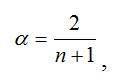 α = 2 / (n + 1) ,